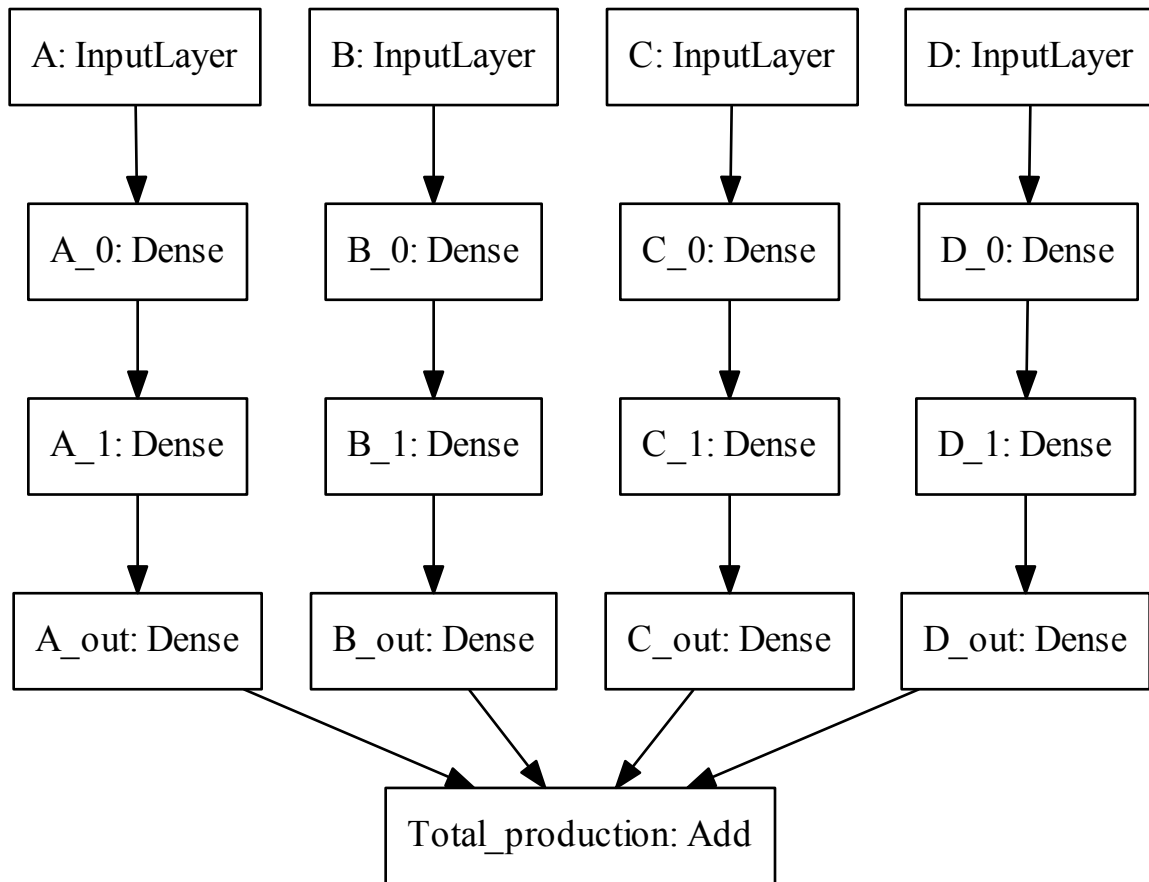 A: InputLayer
B: InputLayer
C: InputLayer
D: InputLayer
A_0: Dense
B_0: Dense
C_0: Dense
D_0: Dense
A_1: Dense
B_1: Dense
C_1: Dense
D_1: Dense
A_out: Dense
B_out: Dense
C_out: Dense
D_out: Dense
Total_production: Add